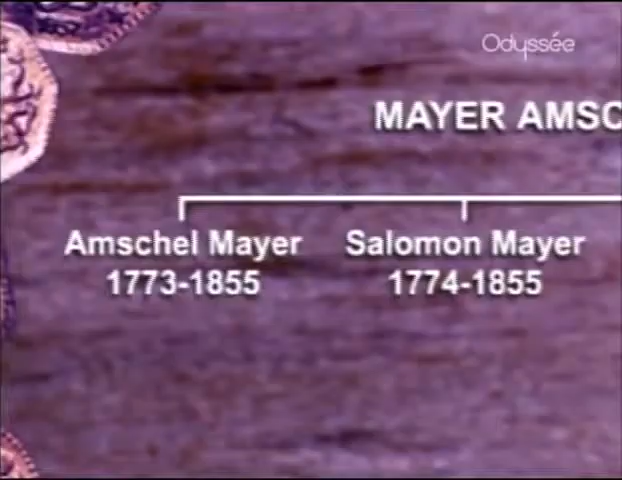 Odyssée
MAYER AMSC
Amschel Mayer
1773-1855
Salomon Mayer
1774-1855